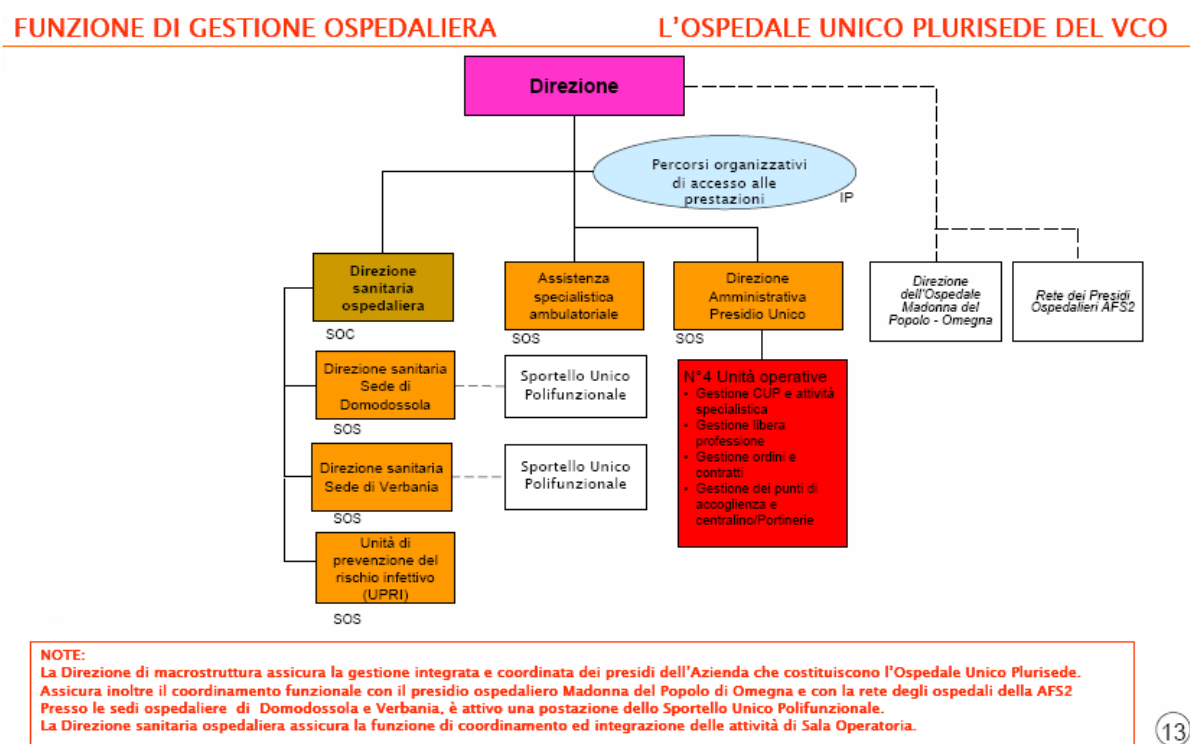 FUNZIONE DI GESTIONE OSPEDALIERA
L'OSPEDALE UNICO PLURISEDE DEL VCO
Direzione
Percorsi organizzativi
di accesso alle
prestazioni
IP
Direzione
sanitaria
ospedaliera
SOC
Assistenza
specialistica
ambulatoriale
SOS
Direzione
Amministrativa
Presidio Unico
SOS
Direzione
dell'Ospedale
Madonna del
Popolo - Omegna
Rete dei Presidi
Ospedalieri AFS2
Direzione sanitaria
Sede di
Domodossola
SOS
Sportello Unico
Polifunzionale
N°4 Unità operative
• Gestione CUP e attività
specialistica
• Gestione libera
professione
• Gestione ordini e
contratti
• Gestione dei punti di
accoglienza e
centralino/Portinerie
Direzione sanitaria
Sede di Verbania
SOS
Sportello Unico
Polifunzionale
Unità di
prevenzione del
rischio infettivo
(UPRI)
SOS
NOTE:
La Direzione di macrostruttura assicura la gestione integrata e coordinata dei presidi dell'Azienda che costituiscono l'Ospedale Unico Plurisede.
Assicura inoltre il coordinamento funzionale con il presidio ospedaliero Madonna del Popolo di Omegna e con la rete degli ospedali della AFS2
Presso le sedi ospedaliere di Domodossola e Verbania, è attivo una postazione dello Sportello Unico Polifunzionale.
La Direzione sanitaria ospedaliera assicura la funzione di coordinamento ed integrazione delle attività di Sala Operatoria.
13